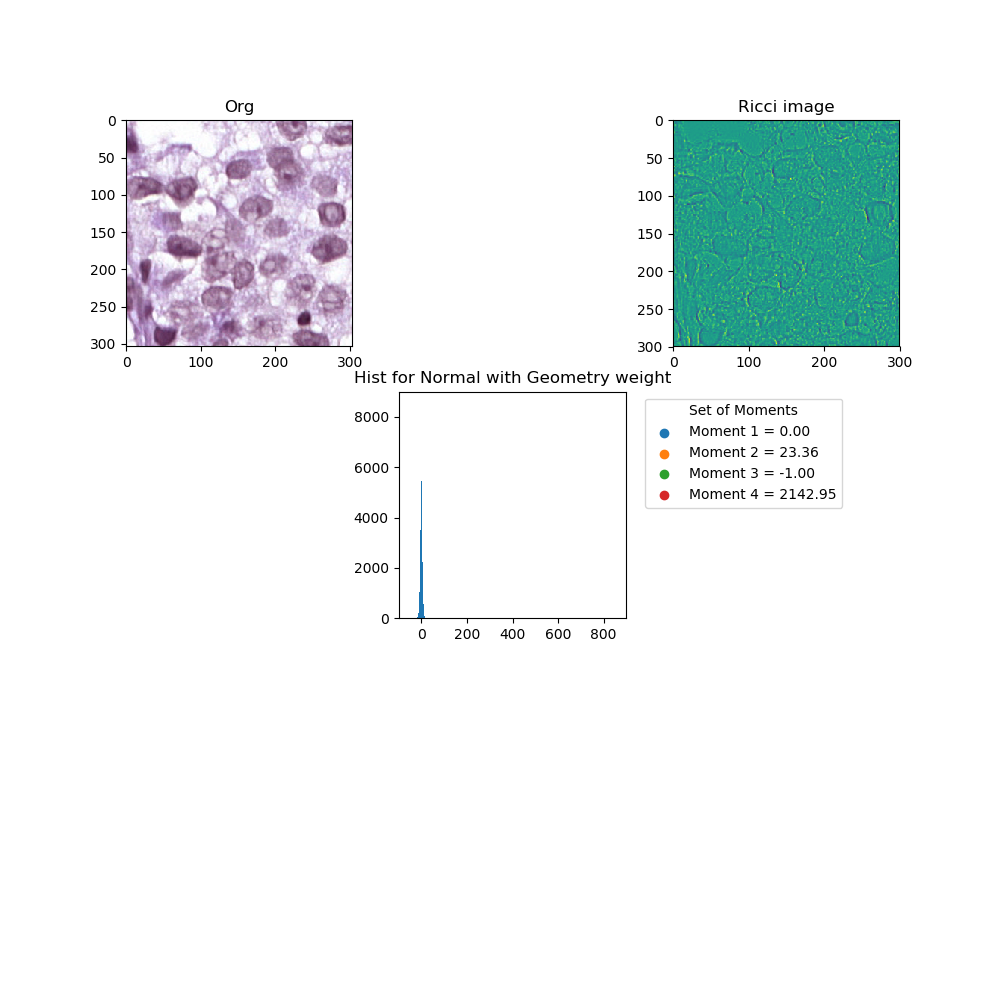 Org
0
50
100
150
200
250
300
0 100 200 300
Ricci image
0
50
100
150
200
250
300
0 100 200 300
Hist for Normal with Geometry weight
8000
6000
4000
2000
0
0 200 400 600 800
Set of Moments
Moment 1 = 0.00
Moment 2 = 23.36
Moment 3 = -1.00
Moment 4 = 2142.95